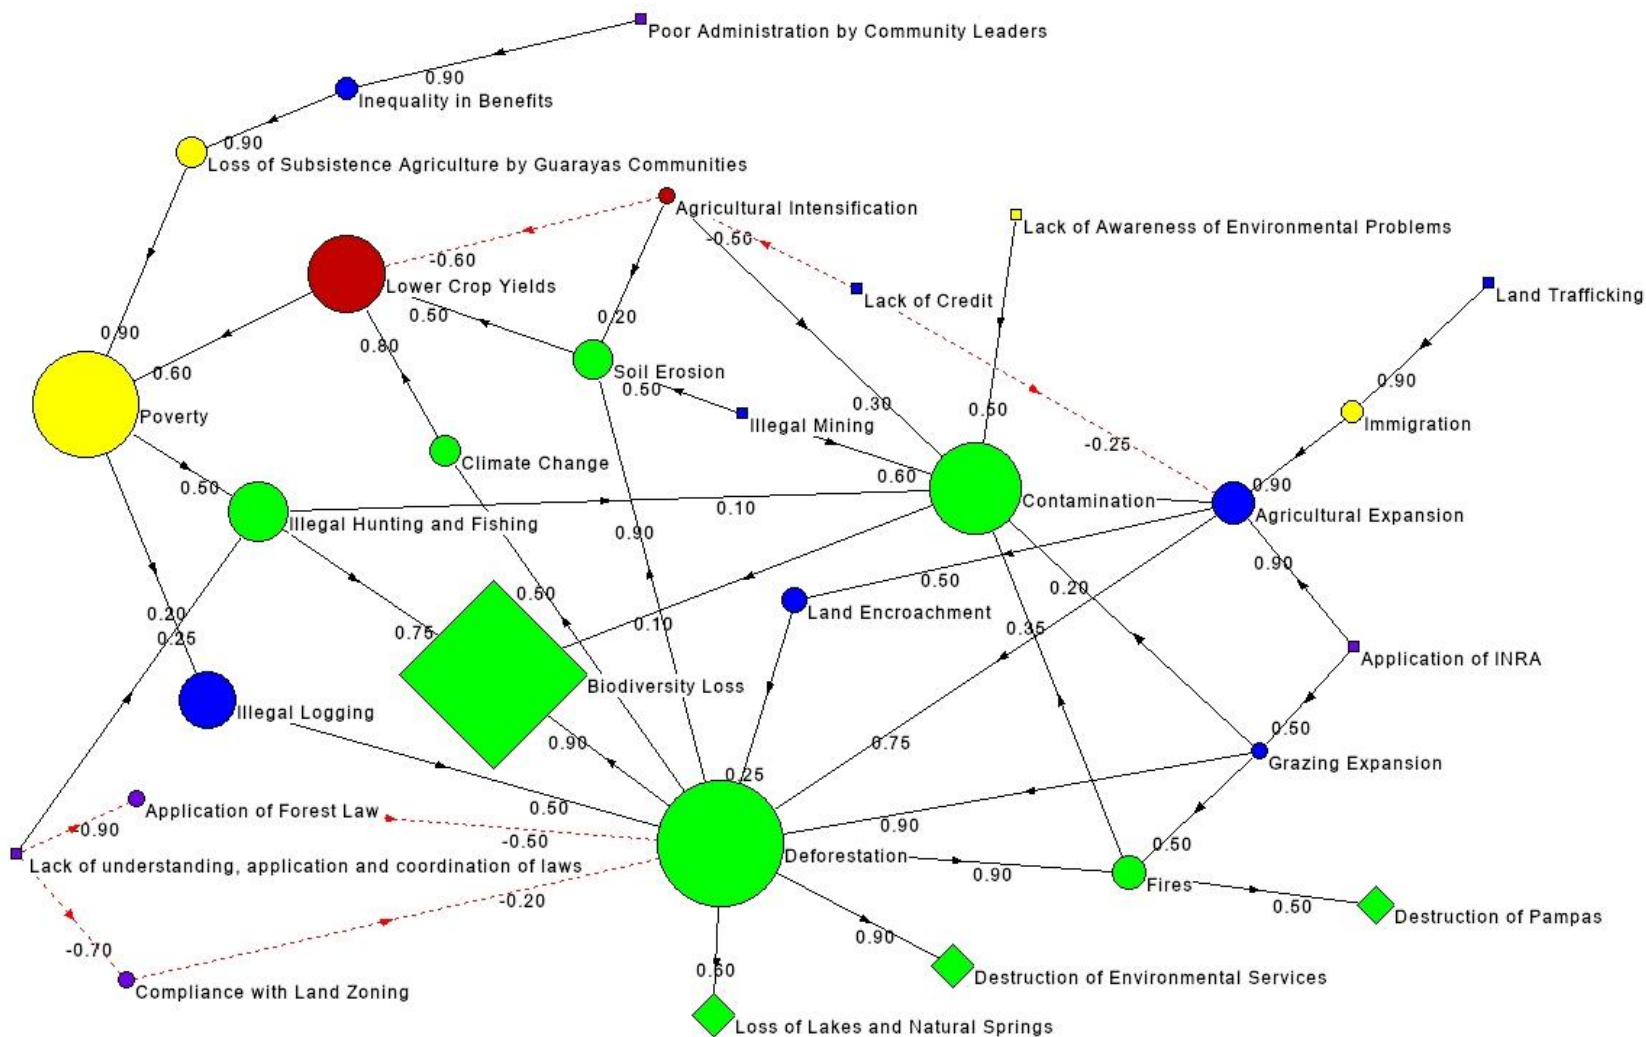 Poor Administration by Community Leaders
0.90
Inequality in Benefits
0.90
Loss of Subsistence Agriculture by Guarayas Communities
Agricultural Intensification
-0.50
Lack of Awareness of Environmental Problems
-0.60
Lower Crop Yields
Lack of Credit
Land Trafficking
0.50
0.20
0.90
0.80
0.60
Soil Erosion
0.50
0.90
Poverty
Illegal Mining
0.30
0.50
-0.25
Immigration
Climate Change
0.60
0.50
0.10
Contamination
0.90
Agricultural Expansion
Illegal Hunting and Fishing
0.90
0.90
0.50
0.50
0.20
Land Encroachment
0.20
0.25
0.75
0.10
0.35
Application of INRA
Biodiversity Loss
Illegal Logging
0.90
0.75
0.50
Grazing Expansion
0.25
0.50
Application of Forest Law
0.90
-0.90
-0.50
0.50
Lack of understanding, application and coordination of laws
Deforestation
0.90
Fires
-0.20
0.50
Destruction of Pampas
-0.70
0.90
0.60
Destruction of Environmental Services
Compliance with Land Zoning
Loss of Lakes and Natural Springs